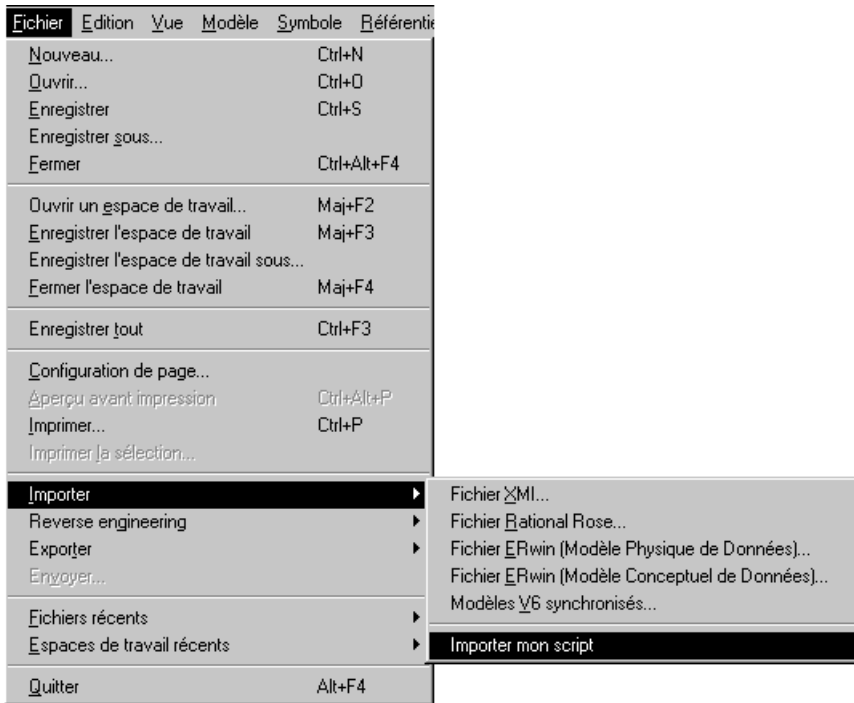 Fichier Edition Vue Modèle Symbole Référentie
Nouveau... Ctrl+N
Ouvrir... Ctrl+O
Enregistrer Ctrl+S
Enregistrer sous...
Fermer Ctrl+Alt+F4
Ouvrir un espace de travail... Maj+F2
Enregistrer l'espace de travail Maj+F3
Enregistrer l'espace de travail sous...
Fermer l'espace de travail Maj+F4
Enregistrer tout Ctrl+F3
Configuration de page...
Aperçu avant impression Ctrl+Alt+P
Imprimer... Ctrl+P
Imprimer la sélection...
Importer
Reverse engineering
Exporter
Envoyer...
Fichiers récents
Espaces de travail récents
Quitter Alt+F4
Fichier XMI...
Fichier Rational Rose...
Fichier ERwin (Modèle Physique de Données)...
Fichier ERwin (Modèle Conceptuel de Données)...
Modèles V6 synchronisés...
Importer mon script